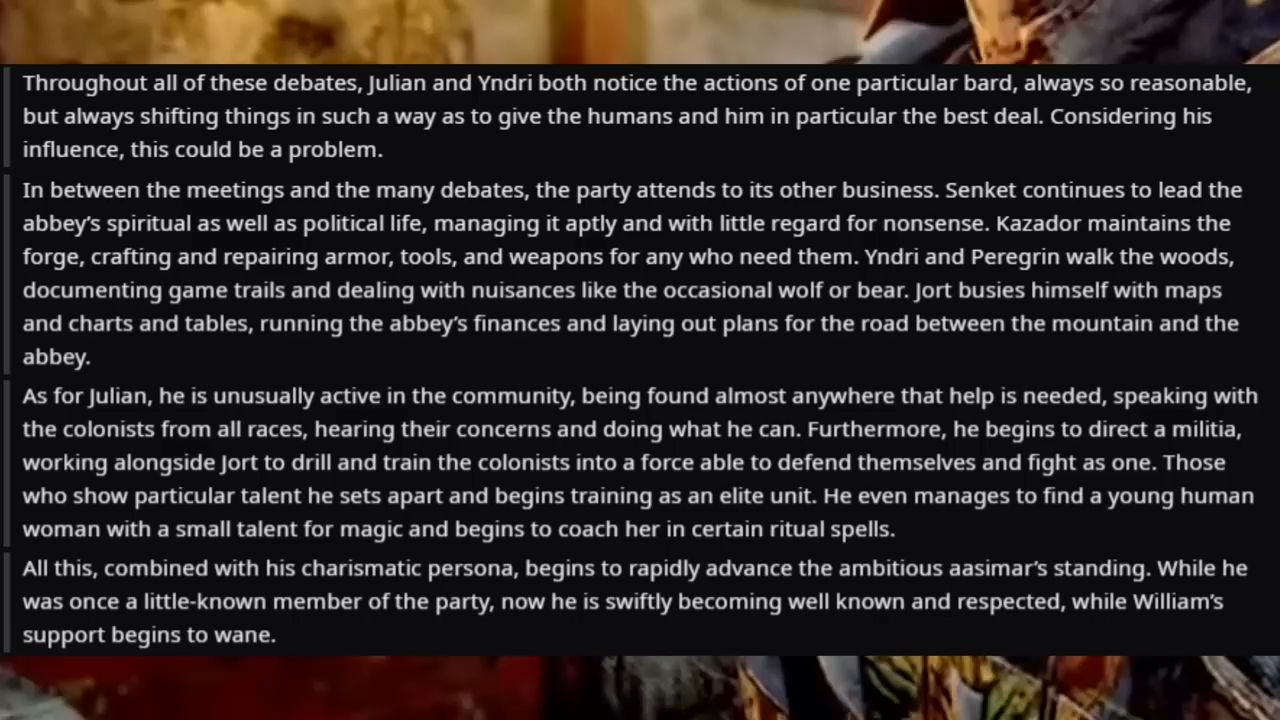 Throughout all of these debates, Julian and Yndri both notice the actions of one particular bard, always so reasonable,
but always shifting things in such a way as to give the humans and him in particular the best deal. Considering his
influence, this could be a problem.
In between the meetings and the many debates, the party attends to its other business. Senket continues to lead the
abbey’s spiritual as well as political life, managing it aptly and with little regard for nonsense. Kazador maintains the
forge, crafting and repairing armor, tools, and weapons for any who need them. Yndri and Peregrin walk the woods,
documenting game trails and dealing with nuisances like the occasional wolf or bear. Jort busies himself with maps
and charts and tables, running the abbey’s finances and laying out plans for the road between the mountain and the
abbey.
As for Julian, he is unusually active in the community, being found almost anywhere that help is needed, speaking with
the colonists from all races, hearing their concerns and doing what he can. Furthermore, he begins to direct a militia,
working alongside Jort to drill and train the colonists into a force able to defend themselves and fight as one. Those
who show particular talent he sets apart and begins training as an elite unit. He even manages to find a young human
woman with a small talent for magic and begins to coach her in certain ritual spells.
All this, combined with his charismatic persona, begins to rapidly advance the ambitious aasimar’s standing. While he
was once a little-known member of the party, now he is swiftly becoming well known and respected, while William’s
support begins to wane.